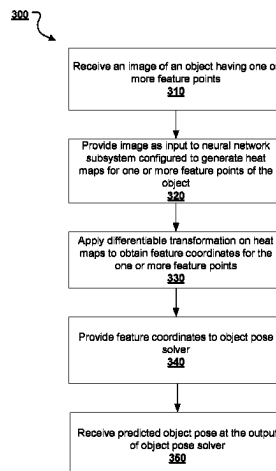 300
Receive an image of an object having one or
more feature points
310
Provide image as input to neural network
subsystem configured to generate heat
maps for one or more feature points of the
object
320
Apply differentiable transformation on heat
maps to obtain feature coordinates for the
one or more feature points
330
Provide feature coordinates to object pose
solver
340
Receive predicted object pose at the output
of object pose solver
350